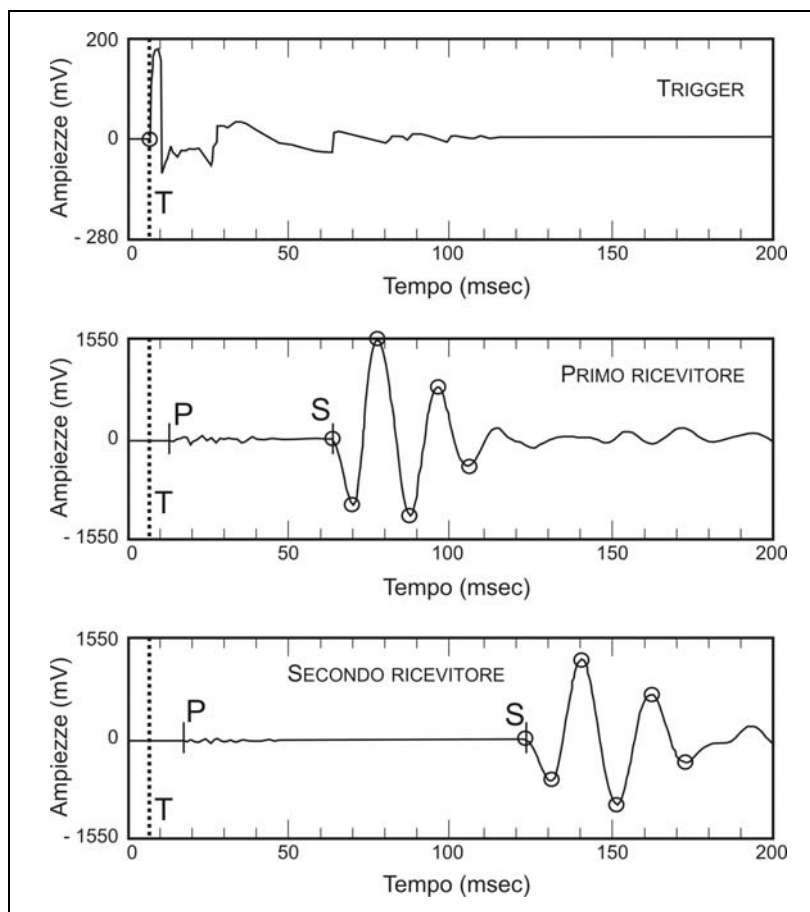 200
Ampiezze (mV)
TRIGGER
0
T
- 280
0 50 100 150 200
Tempo (msec)
1550
Ampiezze (mV)
PRIMO RICEVITORE
P S
0
T
- 1550
0 50 100 150 200
Tempo (msec)
1550
Ampiezze (mV)
SECONDO RICEVITORE
P S
0
T
- 1550
0 50 100 150 200
Tempo (msec)